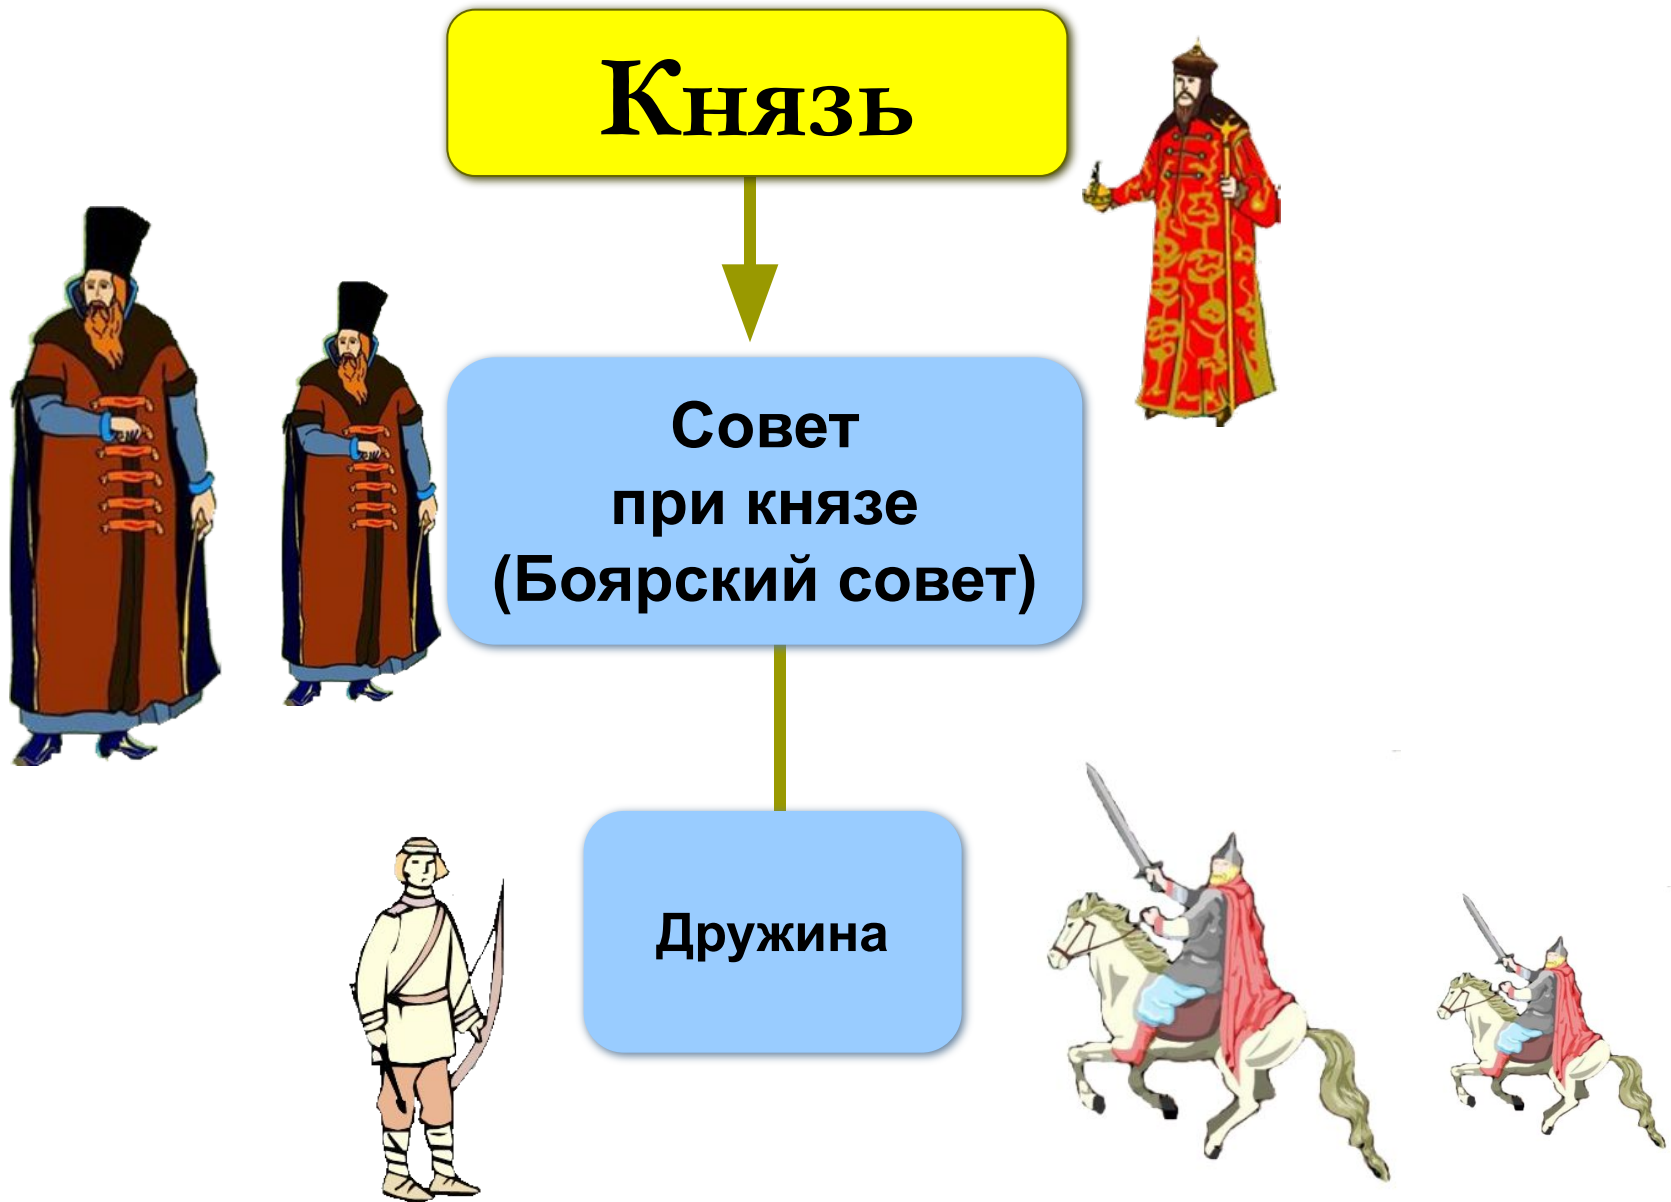 Князь
Совет
при князе
(Боярский совет)
Дружина